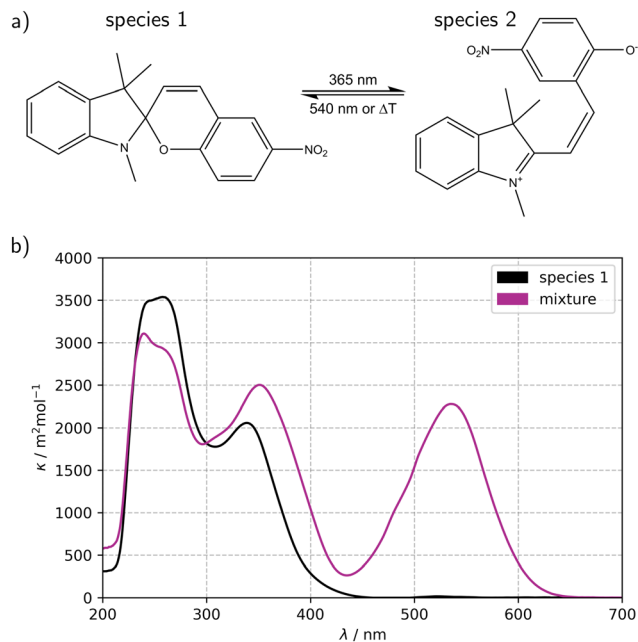 a) species 1 species 2
O₂N O⁻
365 nm
540 nm or ΔT
N O NO₂
N⁺
b)
4000
3500
3000
2500
2000
1500
1000
500
0
κ / m²mol⁻¹
species 1
mixture
200 300 400 500 600 700
λ / nm